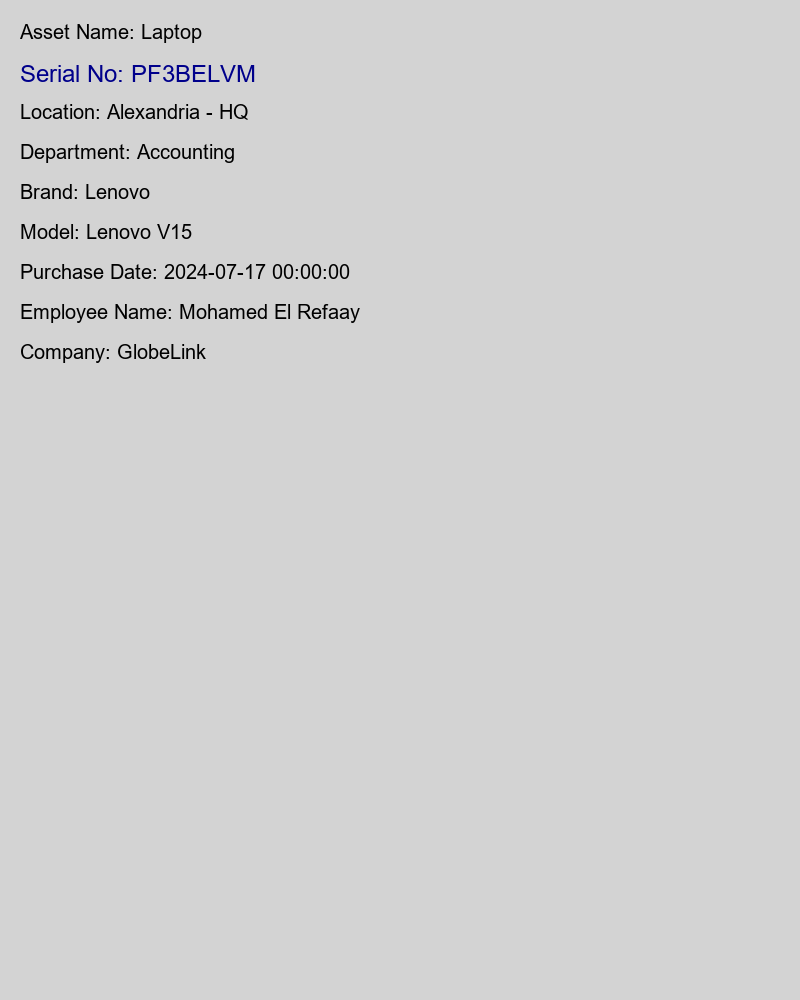 Asset Name: Laptop
Serial No: PF3BELVM
Location: Alexandria - HQ
Department: Accounting
Brand: Lenovo
Model: Lenovo V15
Purchase Date: 2024-07-17 00:00:00
Employee Name: Mohamed El Refaay
Company: GlobeLink